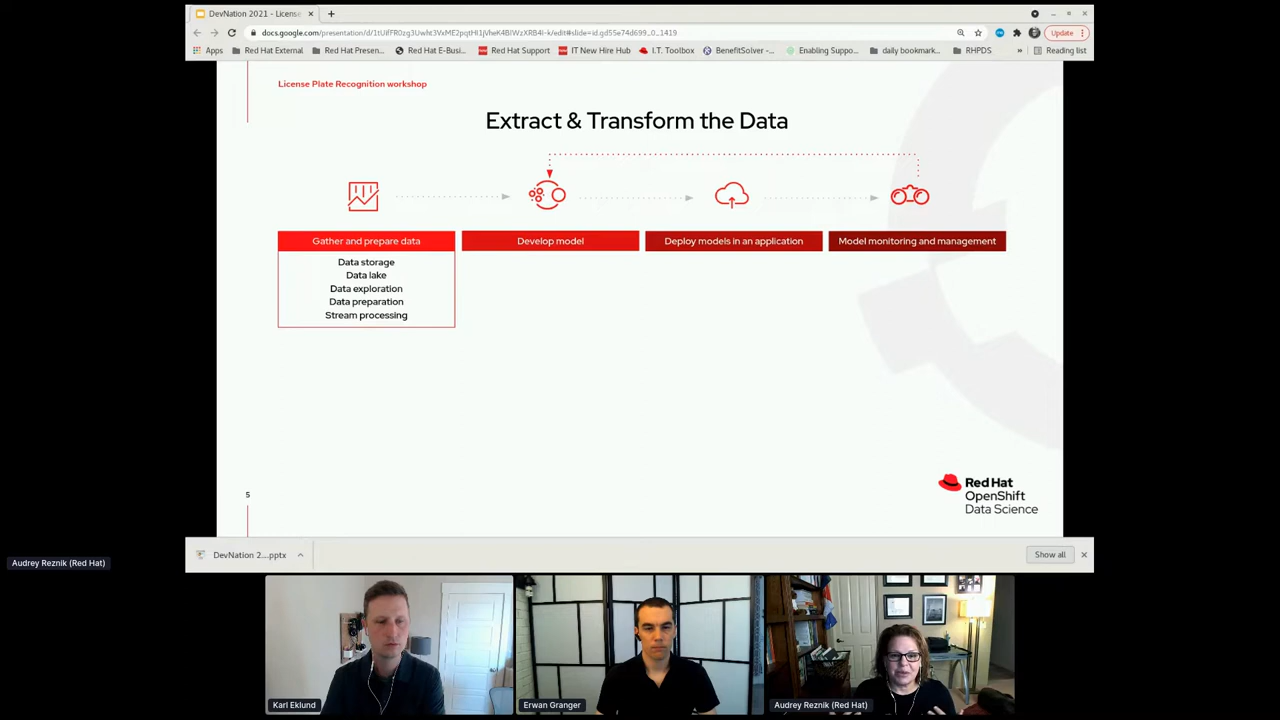 DevNation 2021 - License
docs.google.com/presentation/d/1tUifFR0zg3Uwht3VxME2pqtHI1jVheK4BIWzXRB4I-k/edit#slide=id.gd55e74d699_0_1419
Update
Apps
Red Hat External
Red Hat Presen...
Red Hat E-Busi...
Red Hat Support
IT New Hire Hub
I.T. Toolbox
BenefitSolver -...
Enabling Suppo...
daily bookmark...
RHPDS
»
Reading list
License Plate Recognition workshop
Extract & Transform the Data
Gather and prepare data
Develop model
Deploy models in an application
Model monitoring and management
Data storage
Data lake
Data exploration
Data preparation
Stream processing
Red Hat
OpenShift
Data Science
5
DevNation 2....pptx
Show all
Audrey Reznik (Red Hat)
Karl Eklund
Erwan Granger
Audrey Reznik (Red Hat)